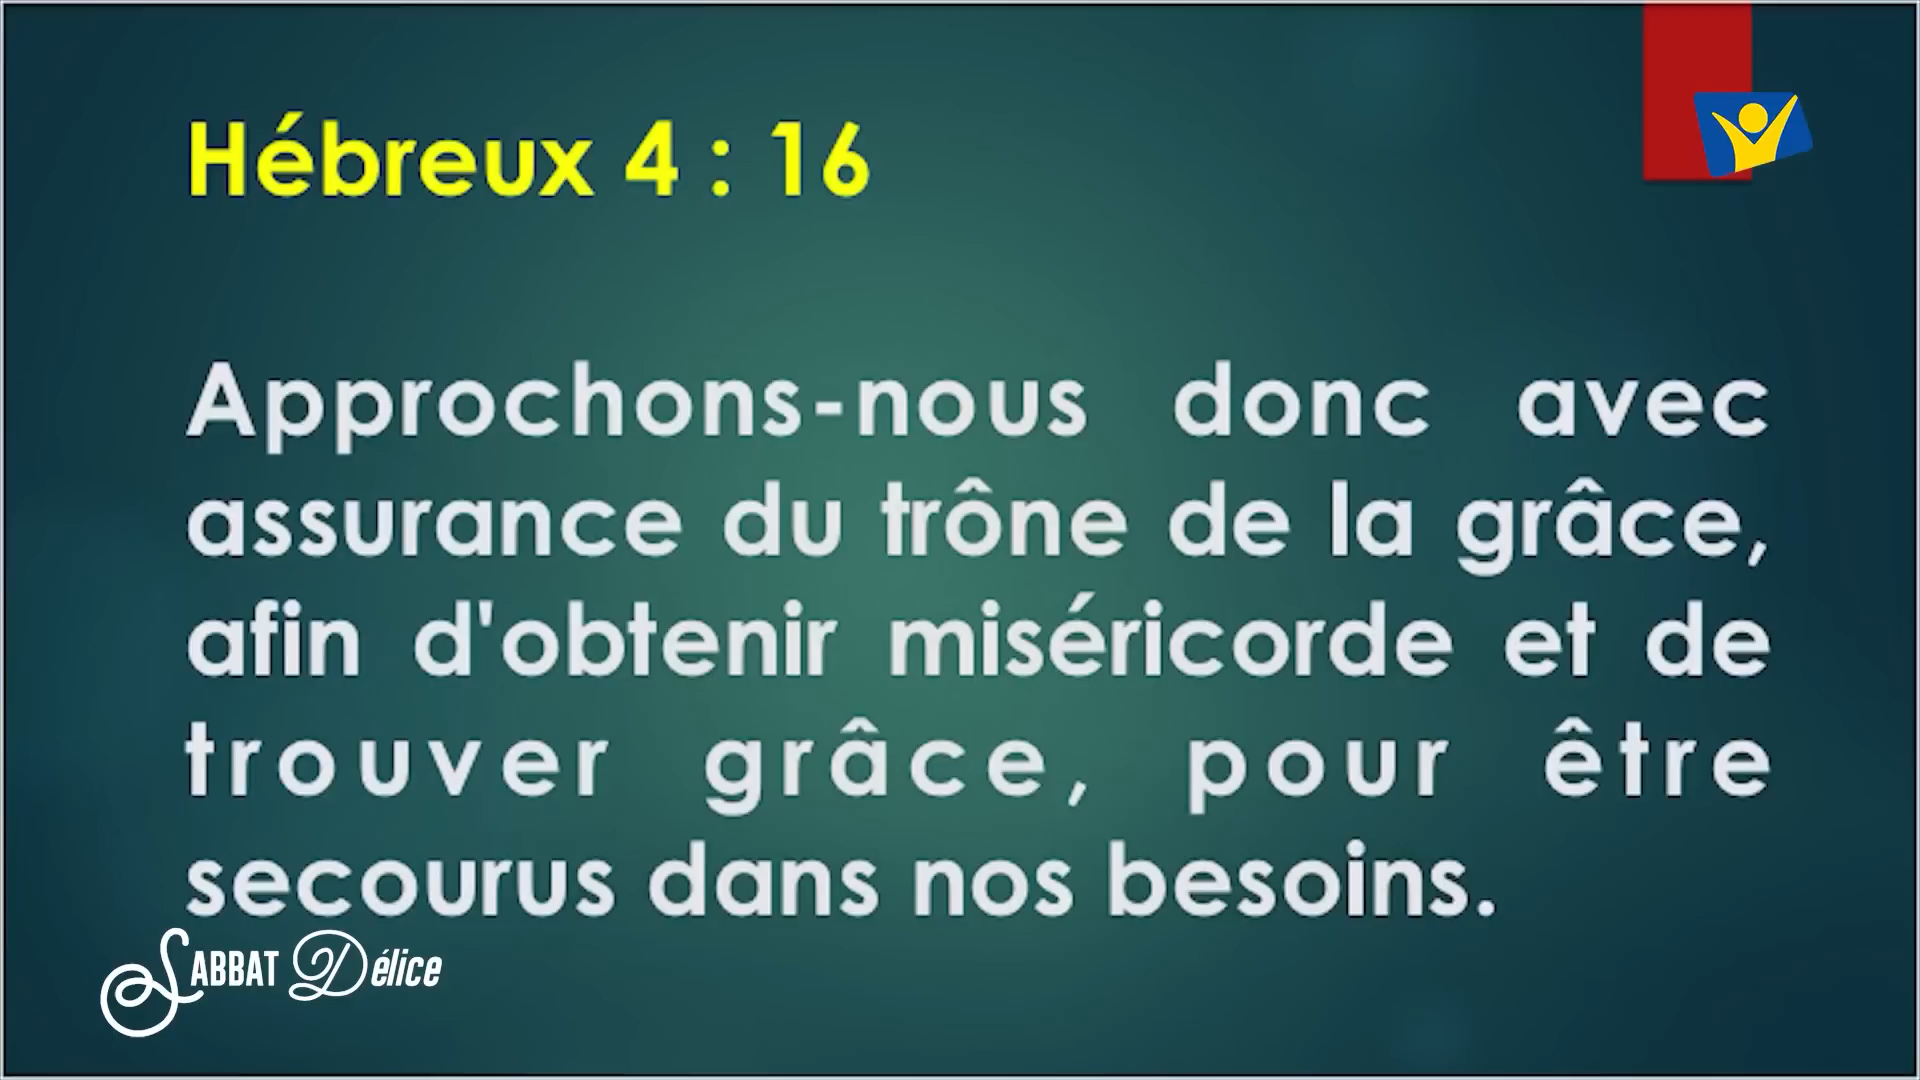 Hébreux 4 : 16
Approchons-nous donc avec
assurance du trône de la grâce,
afin d'obtenir miséricorde et de
trouver grâce, pour être
secourus dans nos besoins.
SABBAT Délice